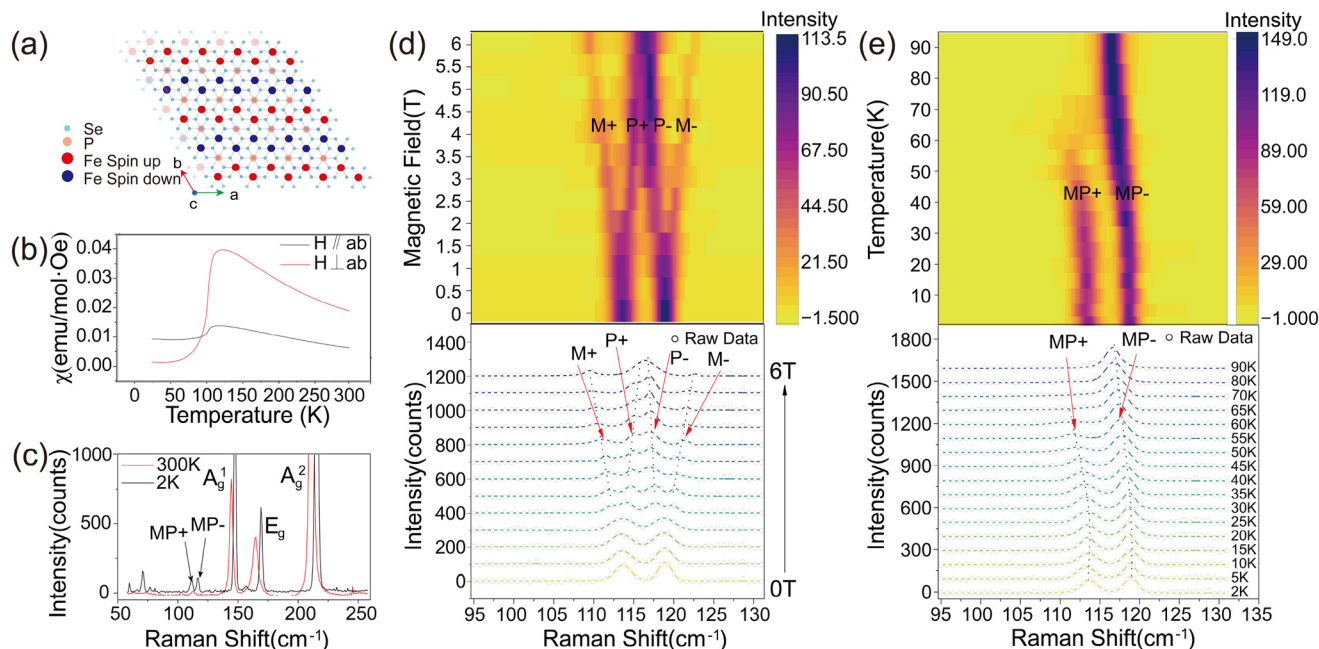 (a)
Se
P
Fe Spin up
Fe Spin down
b
a
c
(b)
χ(emu/mol·Oe)
0.04
0.03
0.02
0.01
0.00
H ∥ ab
H ⊥ ab
0 50 100 150 200 250 300
Temperature (K)
(c)
Intensity(counts)
1000
500
0
300K
2K
A_g^1
A_g^2
MP+
MP-
E_g
50 100 150 200 250
Raman Shift(cm⁻¹)
(d)
Intensity
113.5
90.50
67.50
44.50
21.50
−1.500
Magnetic Field(T)
6
5
4
3.5
3
2.5
2
1.5
1
0.5
0
M+ P+ P- M-
Intensity(counts)
1400
1200
1000
800
600
400
200
0
Raw Data
M+
P+
P-
M-
6T
0T
95 100 105 110 115 120 125 130
Raman Shift(cm⁻¹)
(e)
Intensity
149.0
119.0
89.00
59.00
29.00
−1.000
Temperature(K)
90
80
70
60
50
40
30
20
10
MP+ MP-
Intensity(counts)
1800
1500
1200
900
600
300
0
MP+
MP-
Raw Data
90K
80K
70K
65K
60K
55K
50K
45K
40K
35K
30K
25K
20K
15K
10K
5K
2K
95 100 105 110 115 120 125 130 135
Raman Shift(cm⁻¹)